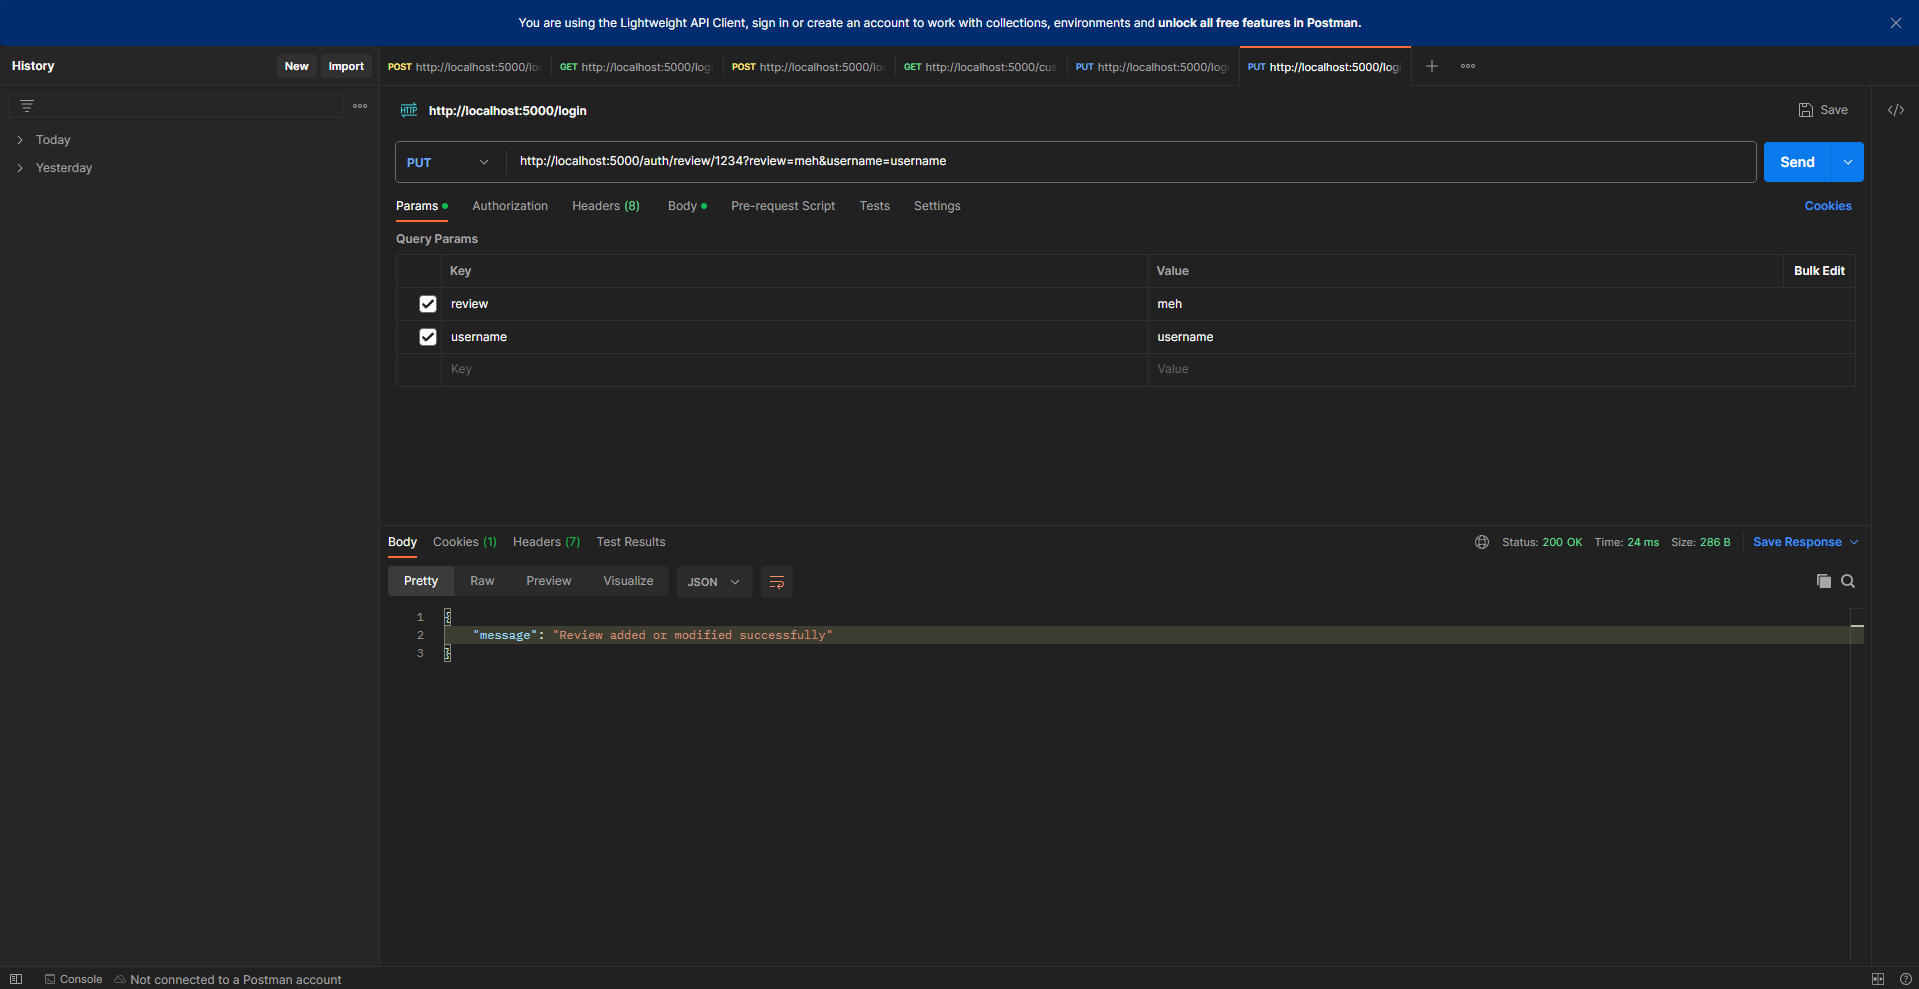 You are using the Lightweight API Client, sign in or create an account to work with collections, environments and unlock all free features in Postman.
History
New
Import
POST http://localhost:5000/lo
GET http://localhost:5000/log
POST http://localhost:5000/lo
GET http://localhost:5000/cus
PUT http://localhost:5000/log
PUT http://localhost:5000/logi
Today
Yesterday
HTTP http://localhost:5000/login
Save
</>
PUT
http://localhost:5000/auth/review/1234?review=meh&username=username
Send
Params
Authorization
Headers (8)
Body
Pre-request Script
Tests
Settings
Cookies
Query Params
Key
Value
Bulk Edit
review
meh
username
username
Key
Value
Body
Cookies (1)
Headers (7)
Test Results
Status: 200 OK
Time: 24 ms
Size: 286 B
Save Response
Pretty
Raw
Preview
Visualize
JSON
1 {
2 "message": "Review added or modified successfully"
3 }
Console
Not connected to a Postman account